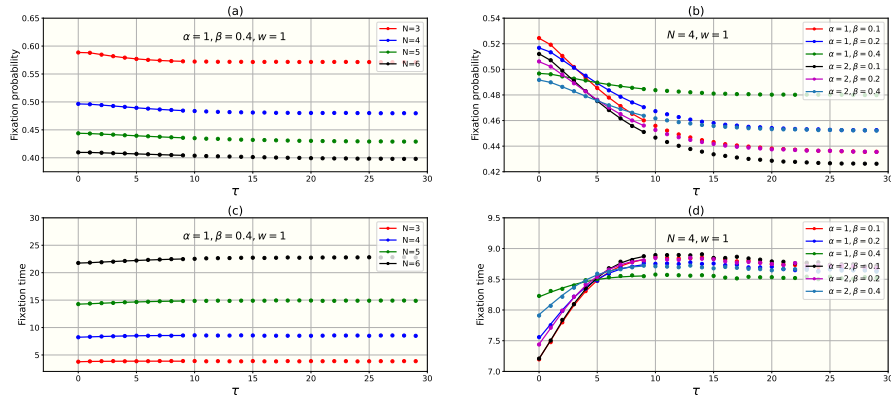 (a)
α = 1, β = 0.4, w = 1
Fixation probability
0.65
0.60
0.55
0.50
0.45
0.40
0 5 10 15 20 25 30
τ
N=3
N=4
N=5
N=6
(b)
N = 4, w = 1
Fixation probability
0.54
0.52
0.50
0.48
0.46
0.44
0.42
0 5 10 15 20 25 30
τ
α = 1, β = 0.1
α = 1, β = 0.2
α = 1, β = 0.4
α = 2, β = 0.1
α = 2, β = 0.2
α = 2, β = 0.4
(c)
α = 1, β = 0.4, w = 1
Fixation time
30
25
20
15
10
5
0 5 10 15 20 25 30
τ
N=3
N=4
N=5
N=6
(d)
N = 4, w = 1
Fixation time
9.5
9.0
8.5
8.0
7.5
7.0
0 5 10 15 20 25 30
τ
α = 1, β = 0.1
α = 1, β = 0.2
α = 1, β = 0.4
α = 2, β = 0.1
α = 2, β = 0.2
α = 2, β = 0.4